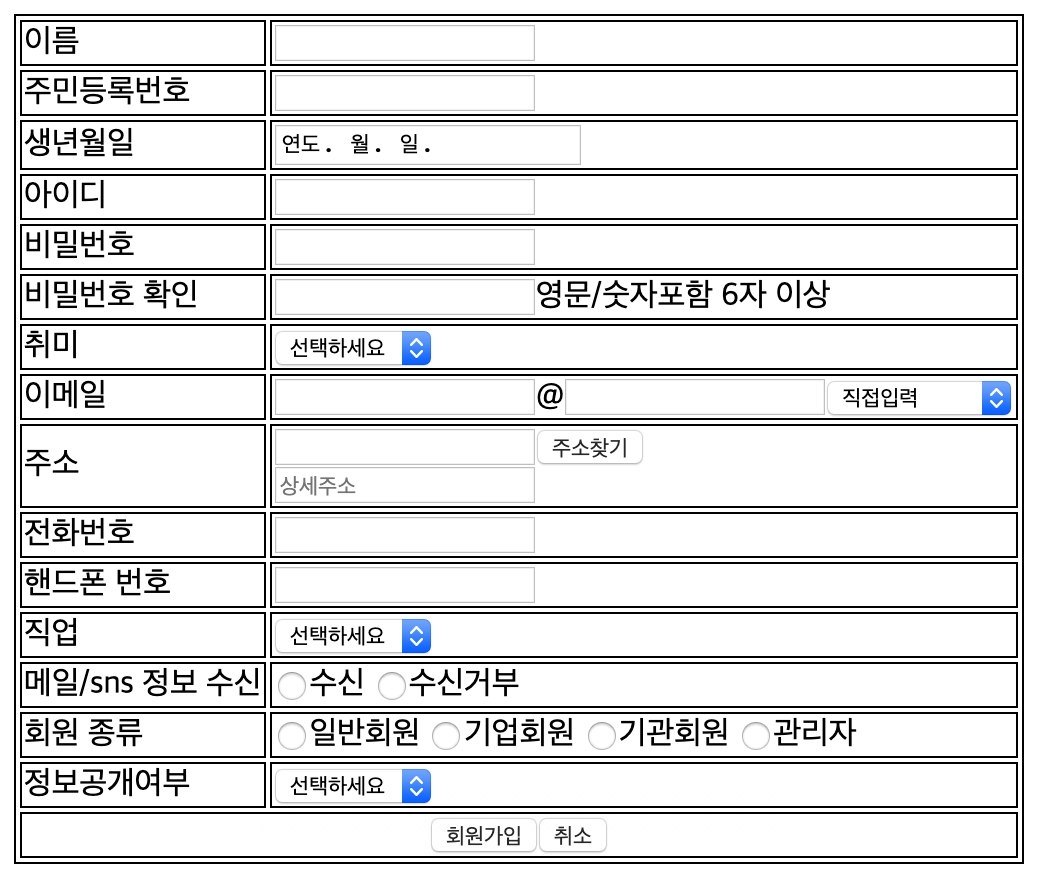 이름
주민등록번호
생년월일 연도. 월. 일.
아이디
비밀번호
비밀번호 확인 영문/숫자포함 6자 이상
취미 선택하세요
이메일 @ 직접입력
주소 주소찾기
상세주소
전화번호
핸드폰 번호
직업 선택하세요
메일/sns 정보 수신 수신 수신거부
회원 종류 일반회원 기업회원 기관회원 관리자
정보공개여부 선택하세요
회원가입 취소